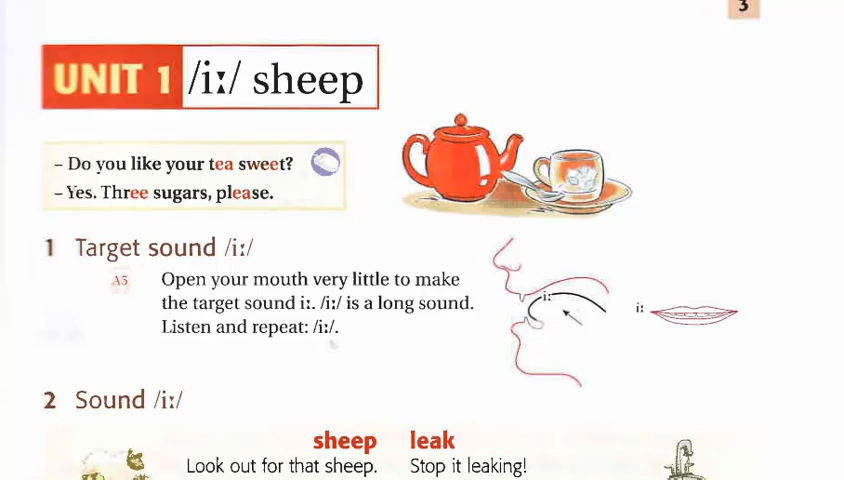 3
UNIT 1 /iː/ sheep
– Do you like your tea sweet?
– Yes. Three sugars, please.
1 Target sound /iː/
A5 Open your mouth very little to make
the target sound iː. /iː/ is a long sound.
Listen and repeat: /iː/.
iː
iː
2 Sound /iː/
sheep leak
Look out for that sheep. Stop it leaking!